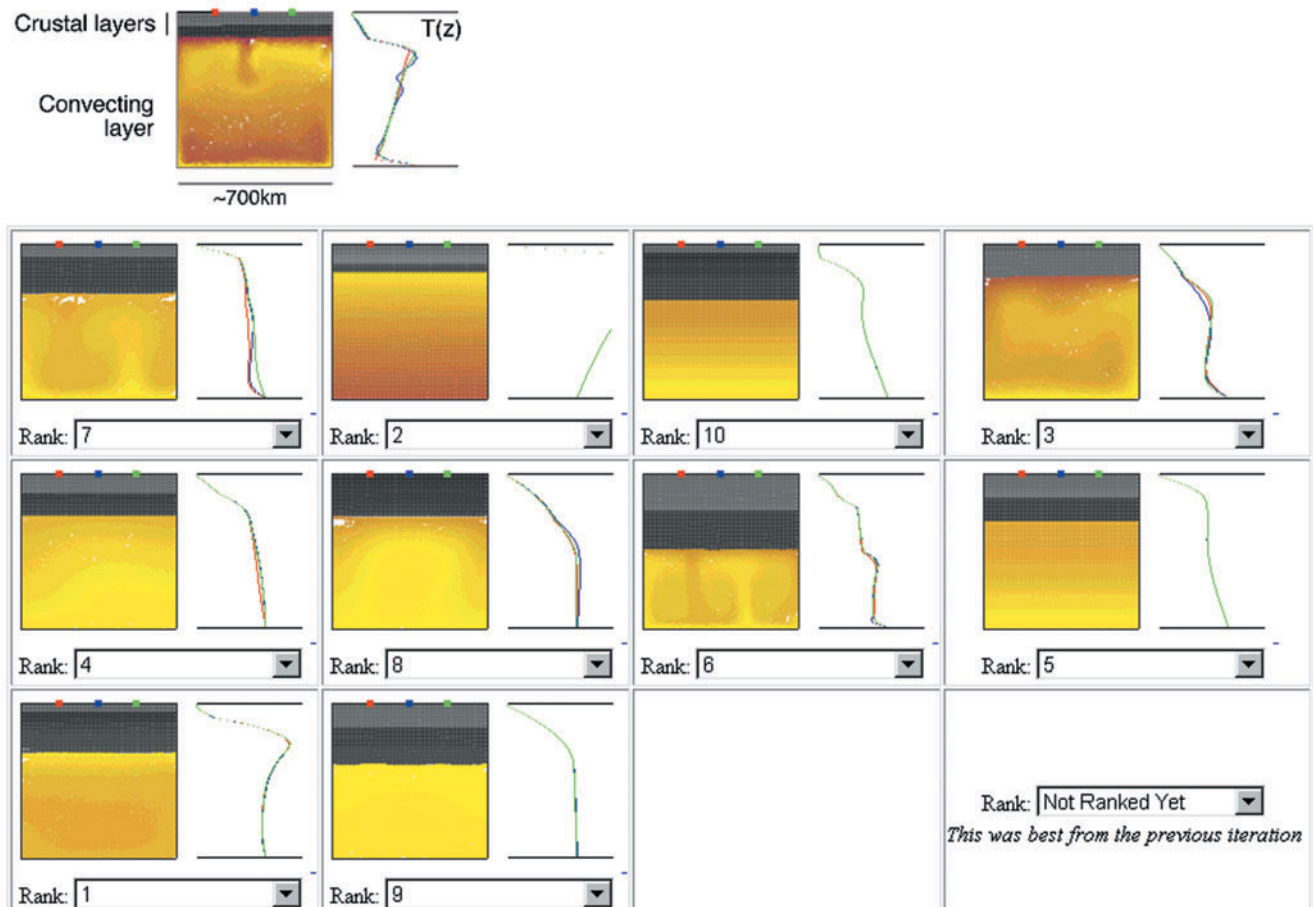 Crustal layers
T(z)
Convecting
layer
~700km
Rank: 7
Rank: 2
Rank: 10
Rank: 3
Rank: 4
Rank: 8
Rank: 6
Rank: 5
Rank: 1
Rank: 9
Rank: Not Ranked Yet
This was best from the previous iteration